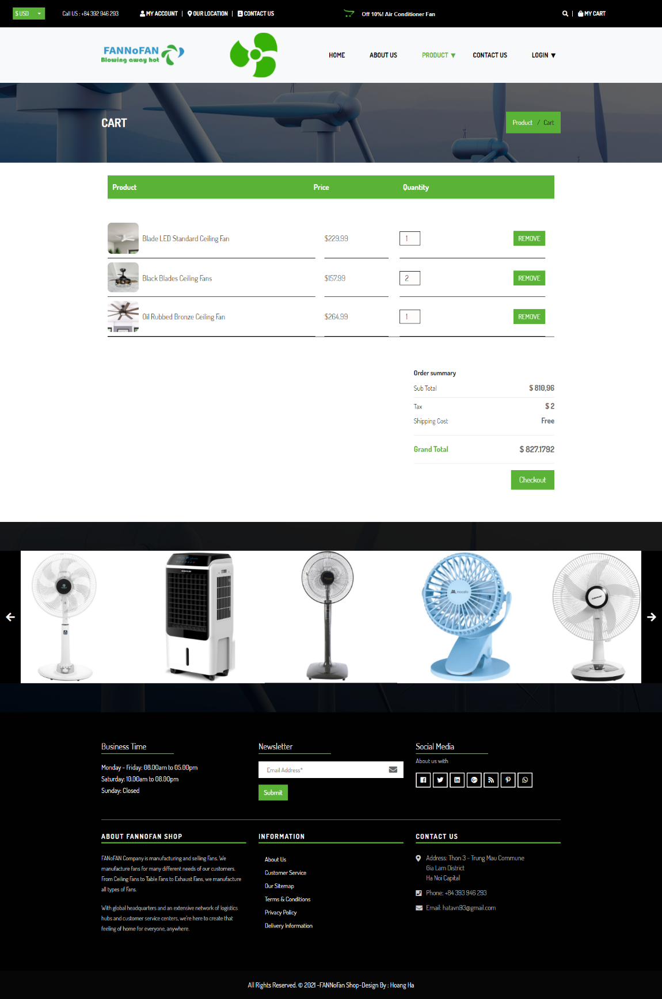 $ USD
Call US : +84 392 946 293
MY ACCOUNT | OUR LOCATION | CONTACT US
Off 10%! Air Conditioner Fan
| MY CART
FANNoFAN
Blowing away hot
HOME
ABOUT US
PRODUCT ▼
CONTACT US
LOGIN ▼
CART
Product / Cart
Product Price Quantity
Blade LED Standard Ceiling Fan $229.99 1 REMOVE
Black Blades Ceiling Fans $157.99 2 REMOVE
Oil Rubbed Bronze Ceiling Fan $264.99 1 REMOVE
Order summary
Sub Total $ 810,96
Tax $ 2
Shipping Cost Free
Grand Total $ 827.1792
Checkout
Business Time
Monday - Friday: 08.00am to 05.00pm
Saturday: 10.00am to 08.00pm
Sunday: Closed
Newsletter
Email Address*
Submit
Social Media
About us with
ABOUT FANNOFAN SHOP
FANoFAN Company is manufacturing and selling Fans. We
manufacture fans for many different needs of our customers.
From Ceiling Fans to Table Fans to Exhaust Fans, we manufacture
all types of Fans.
With global headquarters and an extensive network of logistics
hubs and customer service centers, we're here to create that
feeling of home for everyone, anywhere.
INFORMATION
About Us
Customer Service
Our Sitemap
Terms & Conditions
Privacy Policy
Delivery Information
CONTACT US
Address: Thon 3 - Trung Mau Commune
Gia Lam District
Ha Noi Capital
Phone: +84 393 946 293
Email: hatavn93@gmail.com
All Rights Reserved. © 2021 -FANNoFan Shop-Design By : Hoang Ha